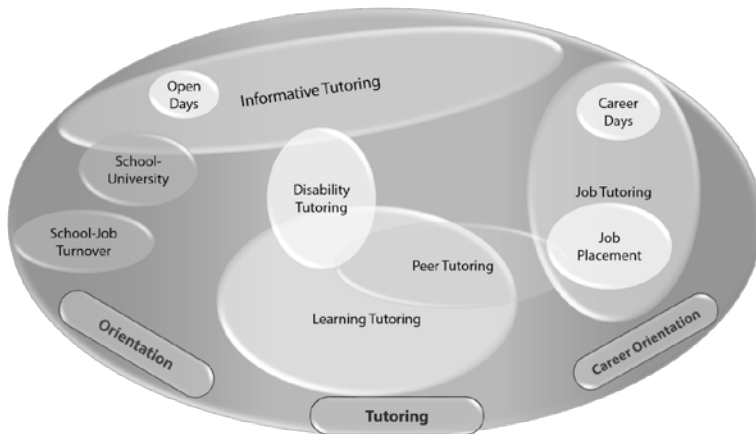 Open
Days
Informative Tutoring
Career
Days
School-
University
Disability
Tutoring
Job Tutoring
School-Job
Turnover
Peer Tutoring
Job
Placement
Learning Tutoring
Orientation
Tutoring
Career Orientation